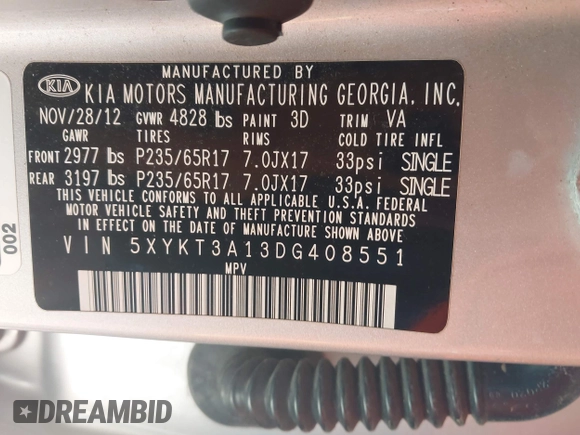 MANUFACTURED BY
KIA KIA MOTORS MANUFACTURING GEORGIA, INC.
NOV/28/12 GVWR 4828 lbs PAINT 3D TRIM VA
GAWR TIRES RIMS COLD TIRE INFL
FRONT 2977 lbs P235/65R17 7.0JX17 33psi SINGLE
REAR 3197 lbs P235/65R17 7.0JX17 33psi SINGLE
THIS VEHICLE CONFORMS TO ALL APPLICABLE U.S.A. FEDERAL
MOTOR VEHICLE SAFETY AND THEFT PREVENTION STANDARDS
IN EFFECT ON THE DATE OF MANUFACTURE SHOWN ABOVE.
VIN 5XYKT3A13DG408551
MPV
002
DREAMBID